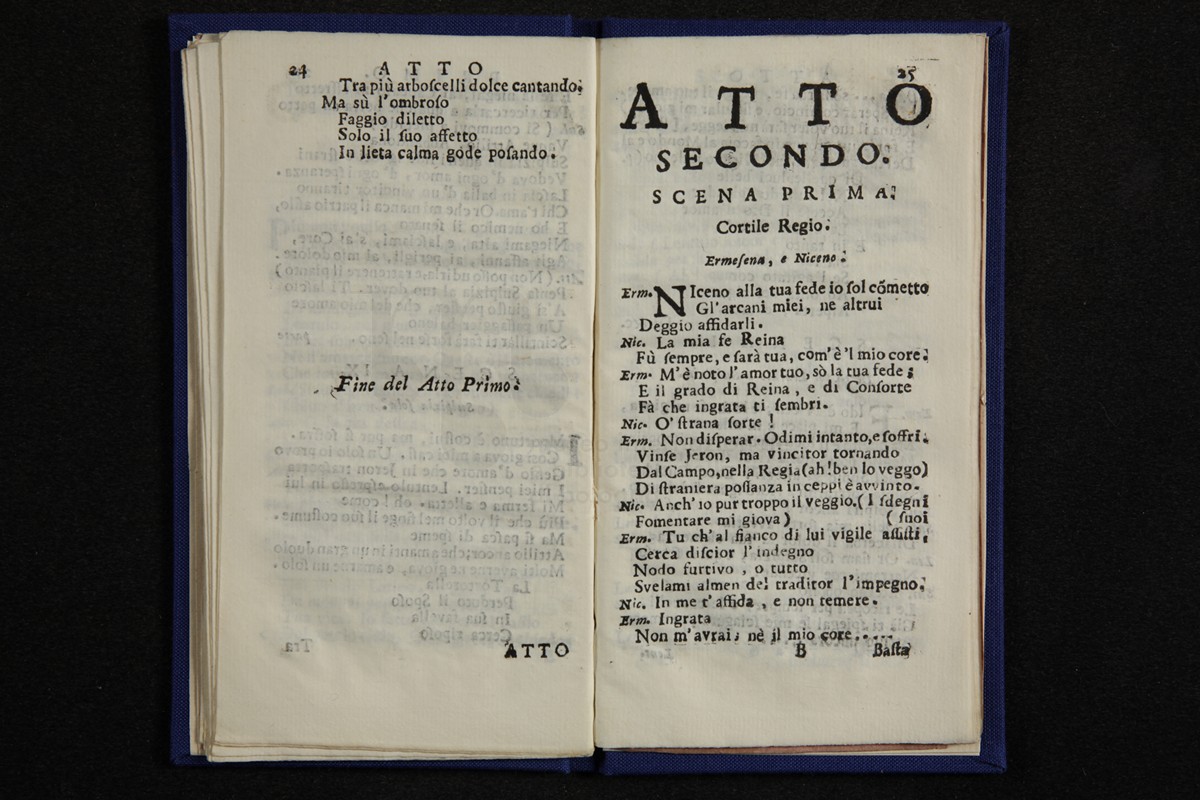 24 ATTO
Tra più arboſcelli dolce cantando.
Ma sù l'ombroſo
Faggio diletto
Solo il ſuo affetto
In lieta calma gode poſando.
Fine del Atto Primo.
ATTO
25
ATTO
SECONDO.
SCENA PRIMA.
Cortile Regio.
Ermeſena, e Niceno.
Erm. NIceno alla tua fede io ſol cómetto
Gl'arcani miei, ne altrui
Deggio affidarli.
Nic. La mia fe Reina
Fù ſempre, e ſarà tua, com'è 'l mio core.
Erm. M'è noto l'amor tuo, sò la tua fede;
E il grado di Reina, e di Conſorte
Fà che ingrata ti ſembri.
Nic. O' ſtrana ſorte!
Erm. Non diſperar. Odimi intanto, e ſoffri.
Vinſe Jeron, ma vincitor tornando
Dal Campo, nella Regia (ah! ben lo veggo)
Di ſtraniera poſſanza in ceppi è avvinto.
Nic. Anch'io pur troppo il veggio. (I ſdegni
Fomentare mi giova) (ſuoi
Erm. Tu ch'al fianco di lui vigile aſſiſti,
Cerca diſcior l'indegno
Nodo furtivo, o tutto
Svelami almen del traditor l'impegno.
Nic. In me t'affida, e non temere.
Erm. Ingrata
Non m'avrai; nè il mio core.....
B Baſta